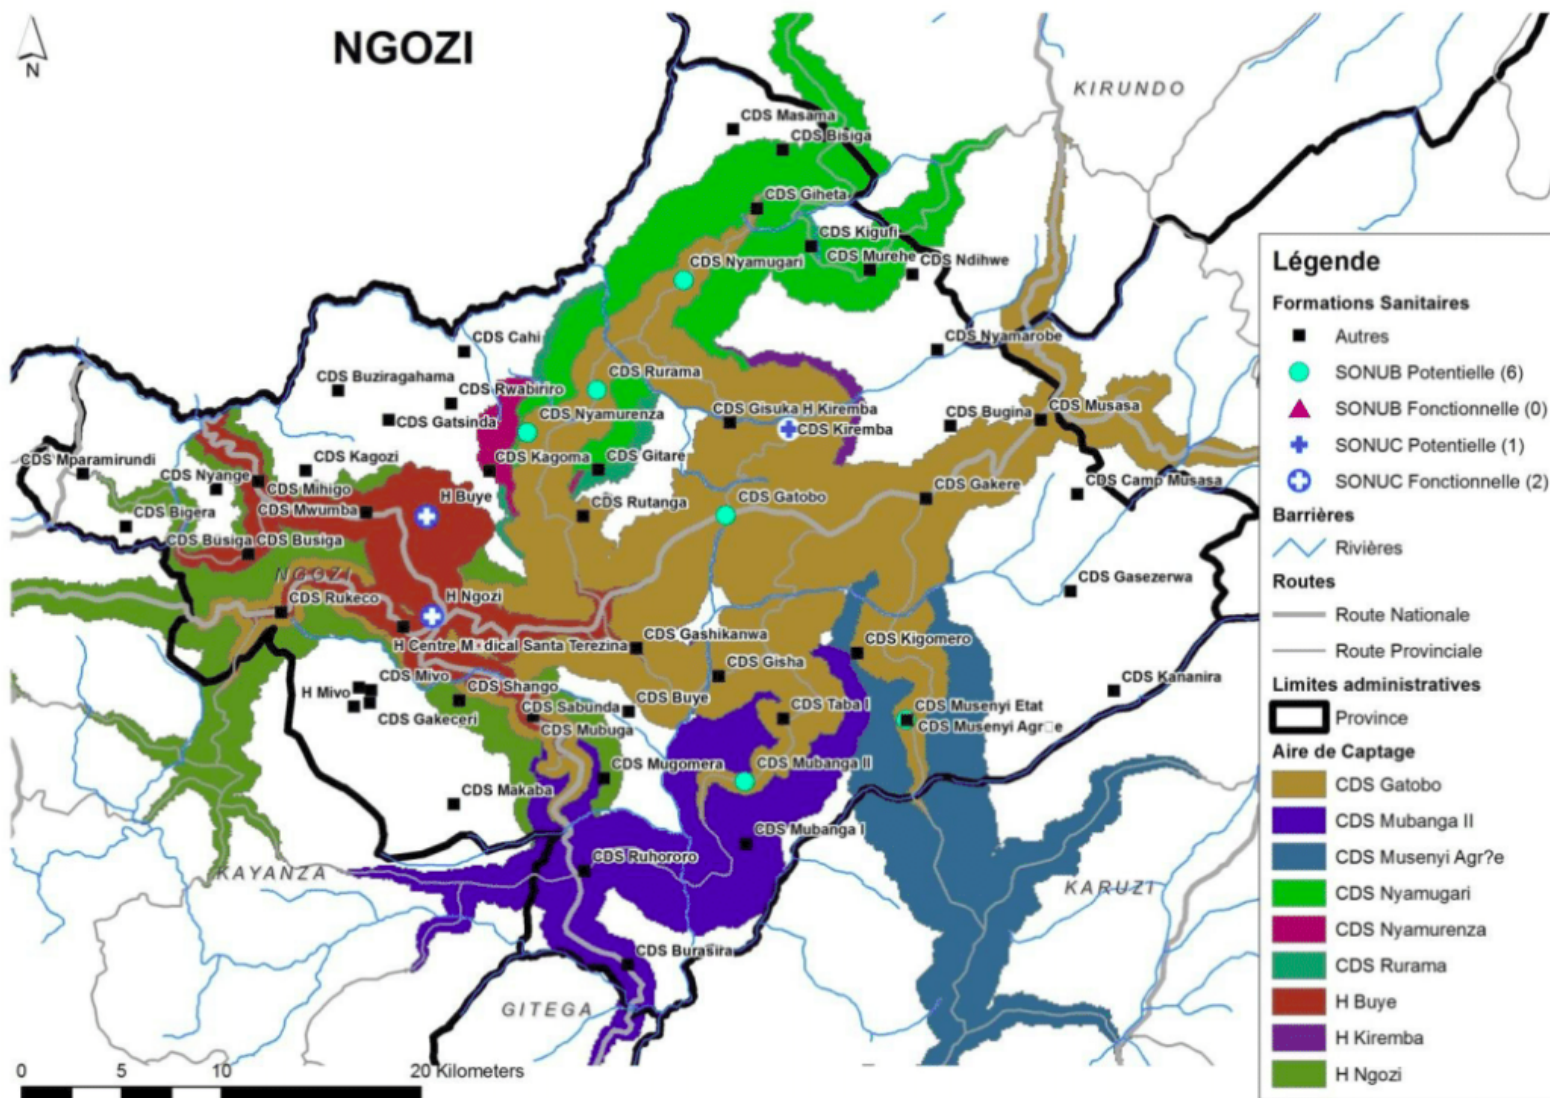 NGOZI
N
KIRUNDO
CDS Masama
CDS Bisiga
CDS Giheta
CDS Kigufi
CDS Murehe
CDS Ndihwe
CDS Nyamugari
CDS Nyamarobe
CDS Cahi
CDS Buziragahama
CDS Rwabiriro
CDS Rurama
CDS Gatsinda
CDS Nyamurenza
CDS Gisuka H Kiremba
CDS Kiremba
CDS Bugina
CDS Musasa
CDS Mparamirundi
CDS Nyange
CDS Kagozi
CDS Kagoma
CDS Gitare
CDS Mihigo
H Buye
CDS Camp Musasa
CDS Gakere
CDS Gatobo
CDS Rutanga
CDS Bigera
CDS Mwumba
CDS Busiga
CDS Busiga
NGOZI
CDS Rukeco
H Ngozi
CDS Gasezerwa
H Centre M▫dical Santa Terezina
CDS Gashikanwa
CDS Kigomero
CDS Gisha
CDS Mivo
H Mivo
CDS Shango
CDS Kananira
CDS Gakeceri
CDS Sabunda
CDS Buye
CDS Taba I
CDS Musenyi Etat
CDS Musenyi Agr▫e
CDS Mubuga
CDS Mugomera
CDS Mubanga II
CDS Makaba
CDS Mubanga I
CDS Ruhororo
KAYANZA
KARUZI
CDS Burasira
GITEGA
0 5 10 20 Kilometers
Légende
Formations Sanitaires
Autres
SONUB Potentielle (6)
SONUB Fonctionnelle (0)
SONUC Potentielle (1)
SONUC Fonctionnelle (2)
Barrières
Rivières
Routes
Route Nationale
Route Provinciale
Limites administratives
Province
Aire de Captage
CDS Gatobo
CDS Mubanga II
CDS Musenyi Agr?e
CDS Nyamugari
CDS Nyamurenza
CDS Rurama
H Buye
H Kiremba
H Ngozi